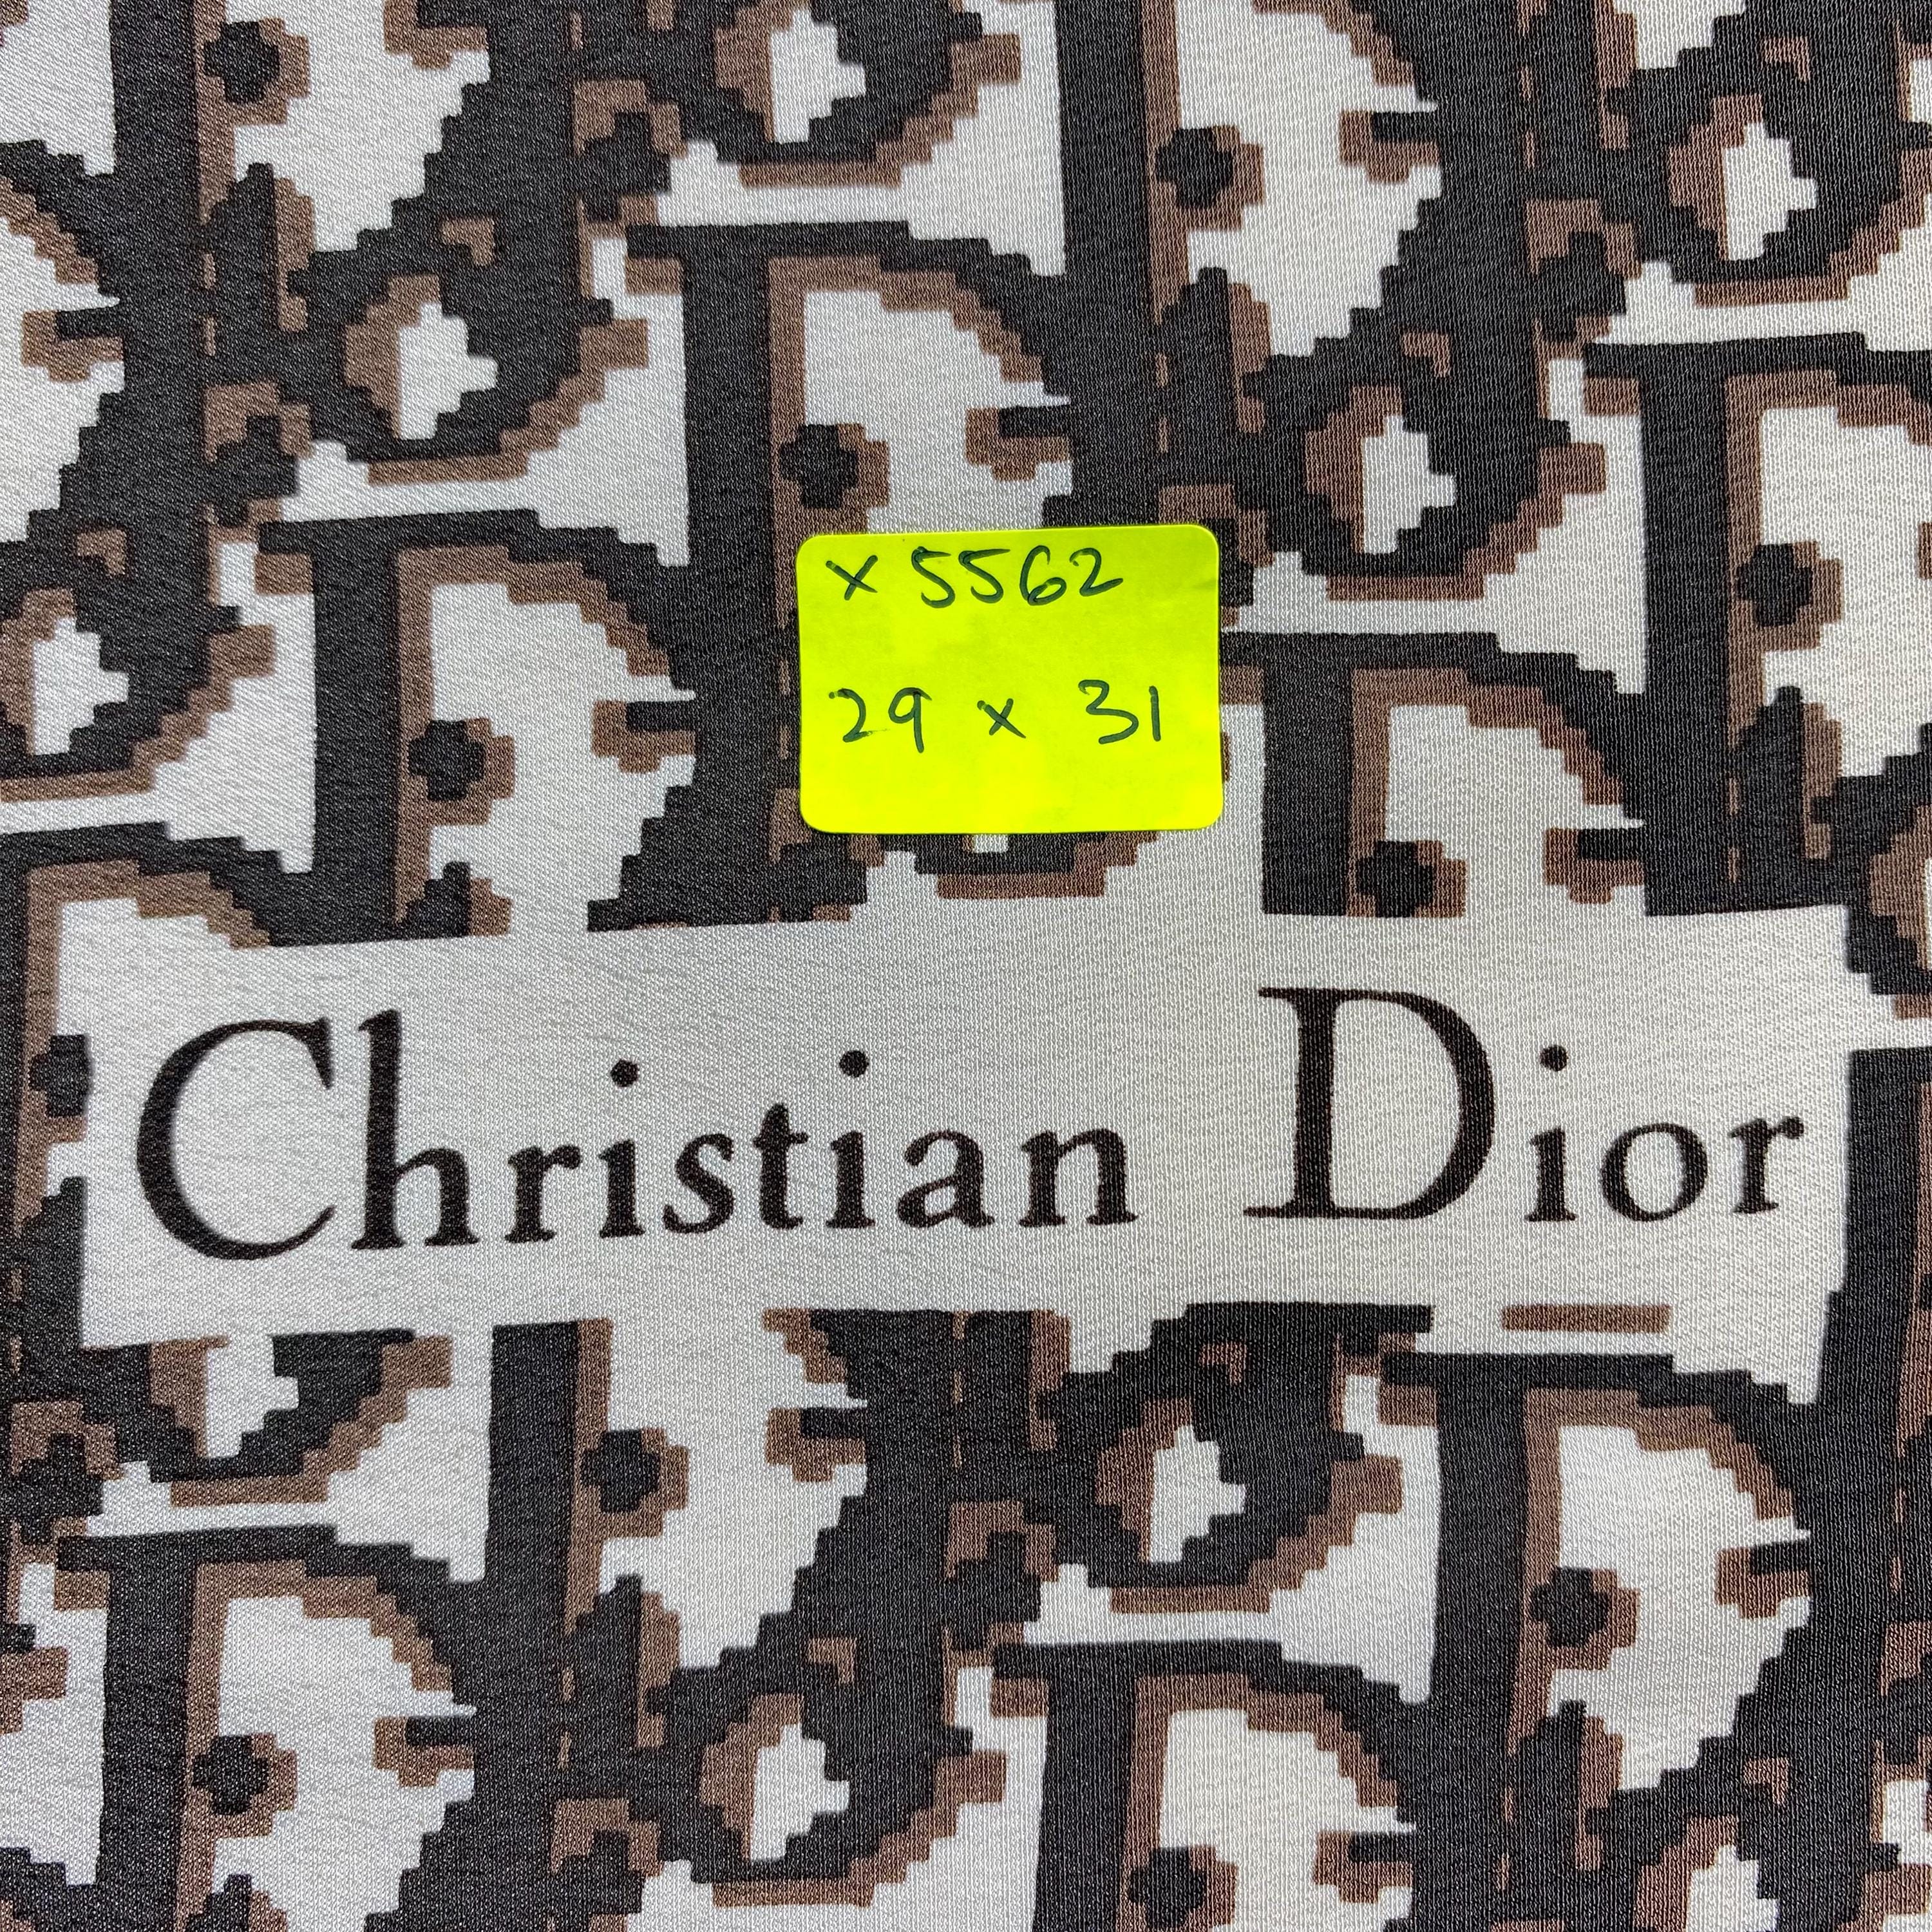 x 5562
29 x 31
Christian Dior